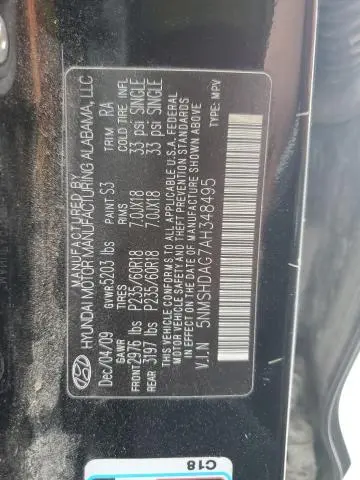 MANUFACTURED BY
HYUNDAI MOTOR MANUFACTURING ALABAMA, LLC
Dec/04/09 GVWR 5203 lbs PAINT S3 TRIM RA
GAWR TIRES RIMS COLD TIRE INFL
FRONT 2976 lbs P235/60R18 7.0JX18 33 psi SINGLE
REAR 3197 lbs P235/60R18 7.0JX18 33 psi SINGLE
THIS VEHICLE CONFORMS TO ALL APPLICABLE U.S.A. FEDERAL
MOTOR VEHICLE SAFETY AND BUMPER AND THEFT PREVENTION STANDARDS
IN EFFECT ON THE DATE OF MANUFACTURE SHOWN ABOVE.
V.I.N 5NMSHDAG7AH348495 TYPE: MPV
C18